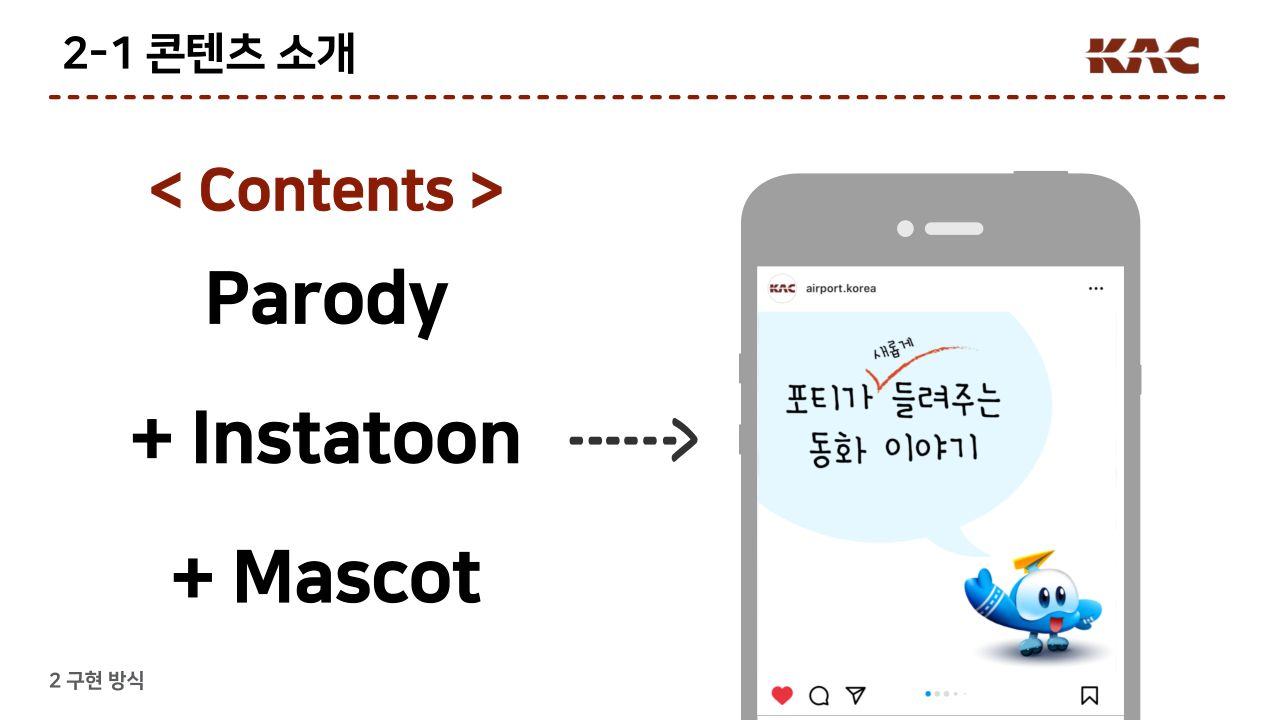 2-1 콘텐츠 소개
KAC
< Contents >
Parody
+ Instatoon
+ Mascot
KAC airport.korea
새롭게
포티가 들려주는
동화 이야기
2 구현 방식